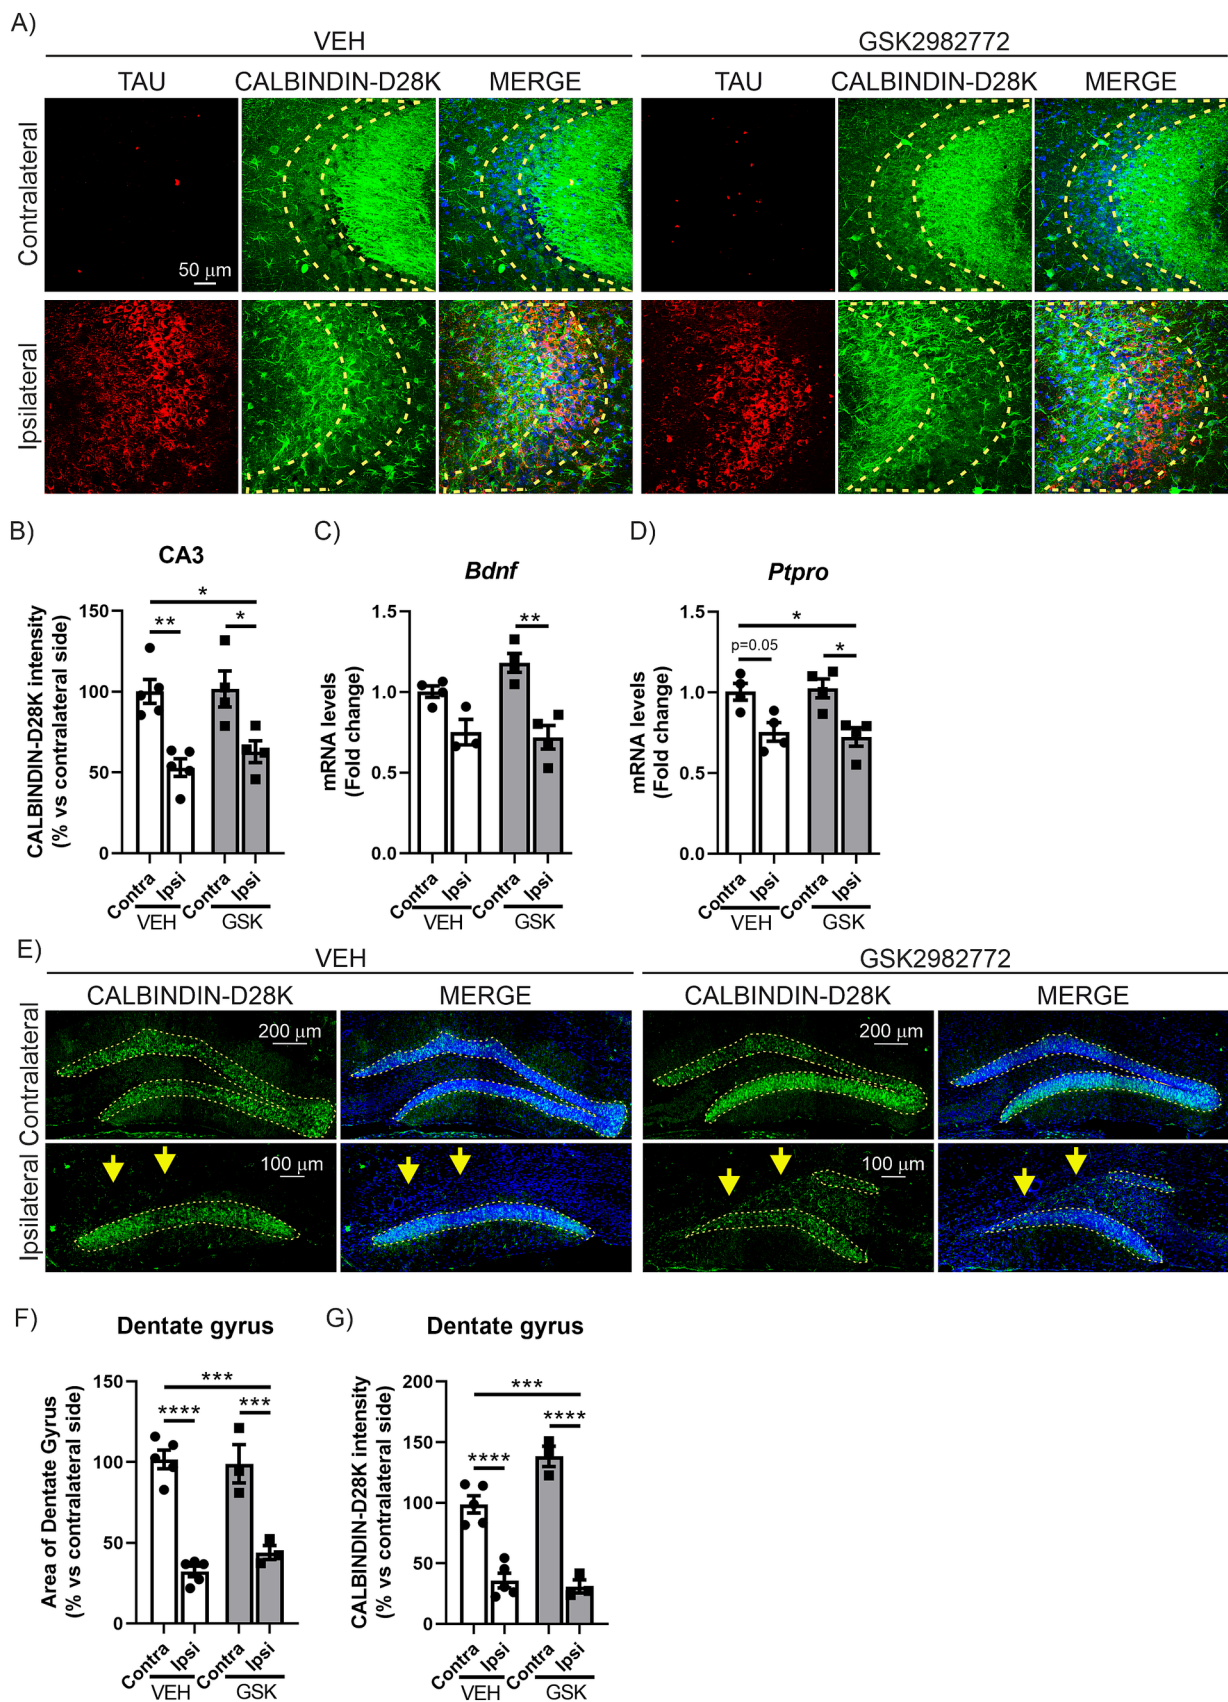 A)
VEH
GSK2982772
TAU
CALBINDIN-D28K
MERGE
TAU
CALBINDIN-D28K
MERGE
Contralateral
50 μm
Ipsilateral
B)
CA3
CALBINDIN-D28K intensity
(% vs contralateral side)
150
100
50
0
*
**
*
Contra
Ipsi
Contra
Ipsi
VEH
GSK
C)
Bdnf
mRNA levels
(Fold change)
1.5
1.0
0.5
0.0
**
Contra
Ipsi
Contra
Ipsi
VEH
GSK
D)
Ptpro
mRNA levels
(Fold change)
1.5
1.0
0.5
0.0
*
p=0.05
*
Contra
Ipsi
Contra
Ipsi
VEH
GSK
E)
VEH
GSK2982772
CALBINDIN-D28K
MERGE
CALBINDIN-D28K
MERGE
Contralateral
200 μm
200 μm
Ipsilateral
100 μm
100 μm
F)
Dentate gyrus
Area of Dentate Gyrus
(% vs contralateral side)
150
100
50
0
***
****
***
Contra
Ipsi
Contra
Ipsi
VEH
GSK
G)
Dentate gyrus
CALBINDIN-D28K intensity
(% vs contralateral side)
200
150
100
50
0
***
****
****
Contra
Ipsi
Contra
Ipsi
VEH
GSK